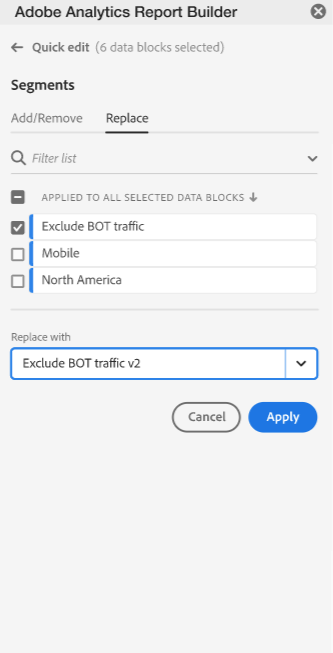 Adobe Analytics Report Builder
Quick edit (6 data blocks selected)
Segments
Add/Remove Replace
Filter list
APPLIED TO ALL SELECTED DATA BLOCKS
Exclude BOT traffic
Mobile
North America
Replace with
Exclude BOT traffic v2
Cancel Apply